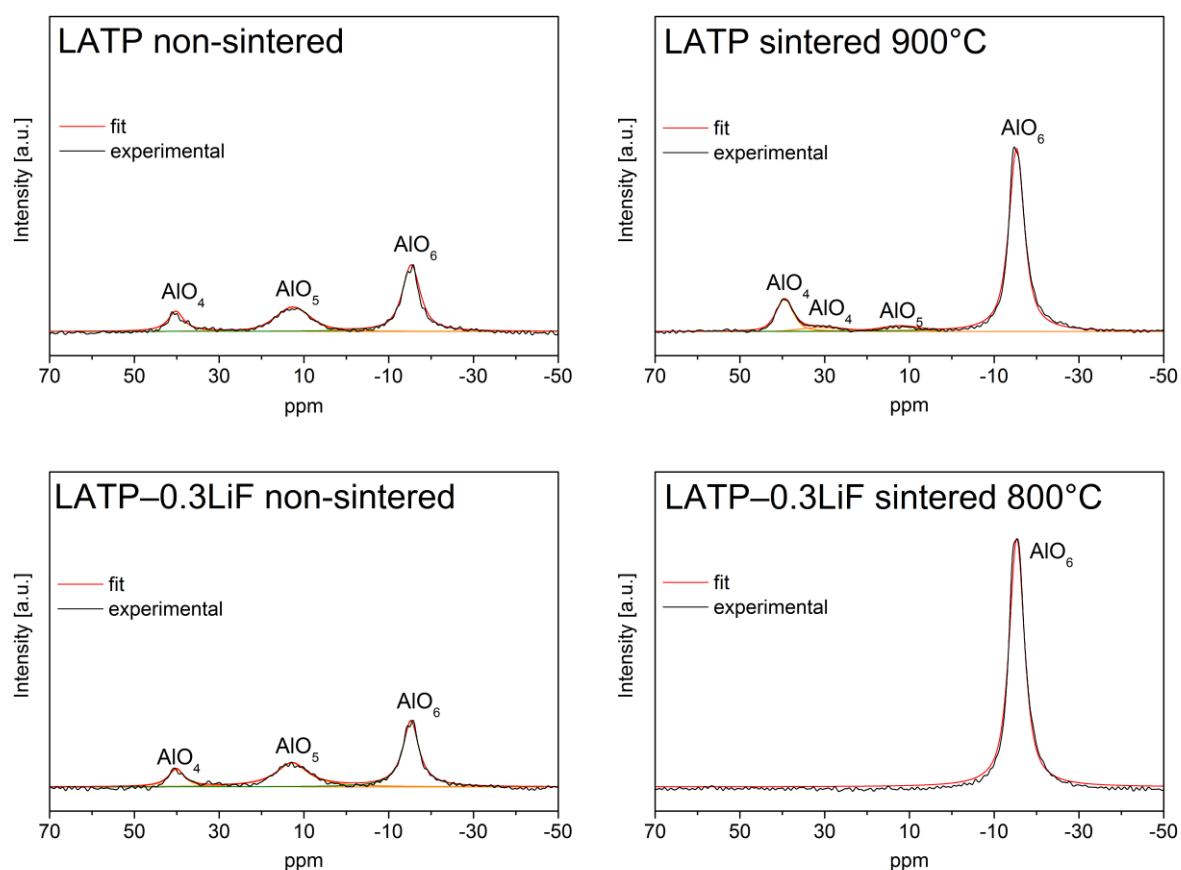 LATP non-sintered
Intensity [a.u.]
fit
experimental
AlO₄
AlO₅
AlO₆
70 50 30 10 -10 -30 -50
ppm
LATP sintered 900°C
Intensity [a.u.]
fit
experimental
AlO₄
AlO₄
AlO₅
AlO₆
70 50 30 10 -10 -30 -50
ppm
LATP–0.3LiF non-sintered
Intensity [a.u.]
fit
experimental
AlO₄
AlO₅
AlO₆
70 50 30 10 -10 -30 -50
ppm
LATP–0.3LiF sintered 800°C
Intensity [a.u.]
fit
experimental
AlO₆
70 50 30 10 -10 -30 -50
ppm